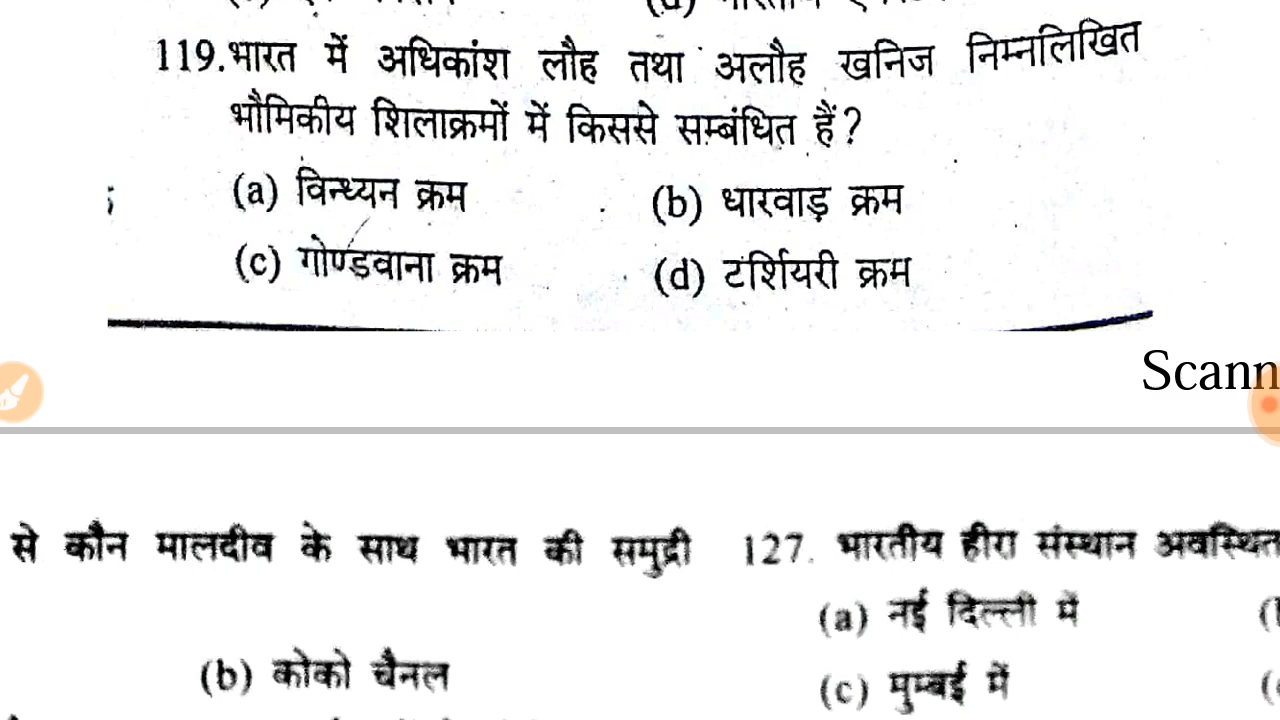 119. भारत में अधिकांश लौह तथा अलौह खनिज निम्नलिखित
भौमिकीय शिलाक्रमों में किससे सम्बंधित हैं?
(a) विन्ध्यन क्रम (b) धारवाड़ क्रम
(c) गोण्डवाना क्रम (d) टर्शियरी क्रम
Scann
से कौन मालदीव के साथ भारत की समुद्री
(b) कोको चैनल
127. भारतीय हीरा संस्थान अवस्थित
(a) नई दिल्ली में
(c) मुम्बई में